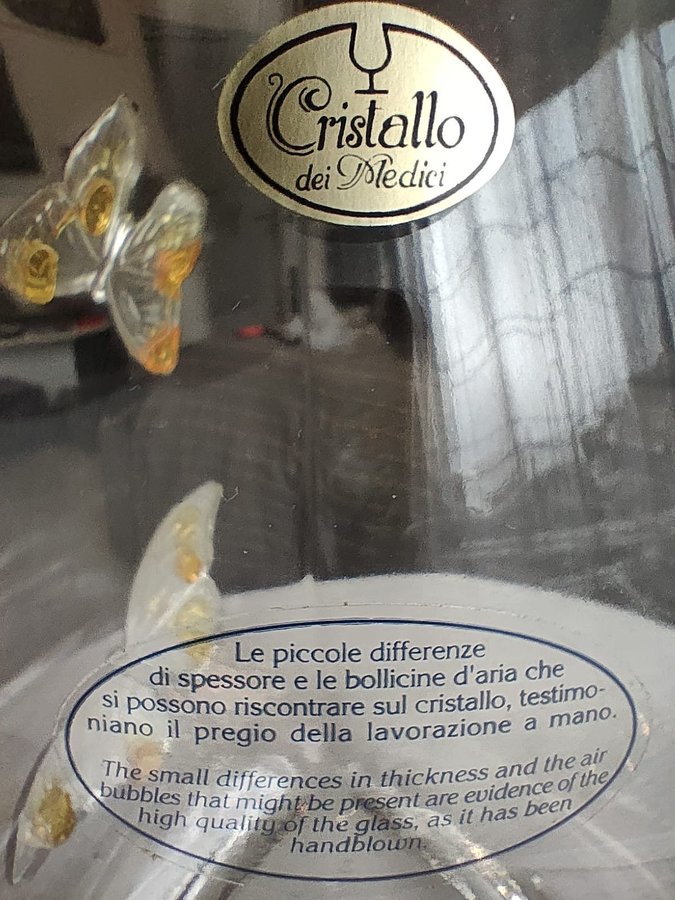 Cristallo
dei Medici
Le piccole differenze
di spessore e le bollicine d'aria che
si possono riscontrare sul cristallo, testimo-
niano il pregio della lavorazione a mano.
The small differences in thickness and the air
bubbles that might be present are evidence of the
high quality of the glass, as it has been
handblown.